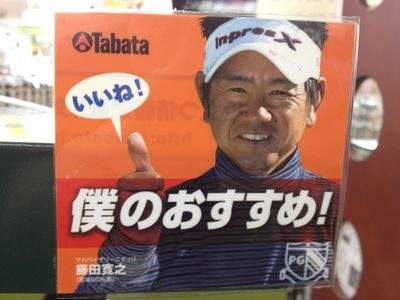 Tabata
inpres X
いいね!
僕のおすすめ!
アドバイザリースタッフ
藤田寛之
PG